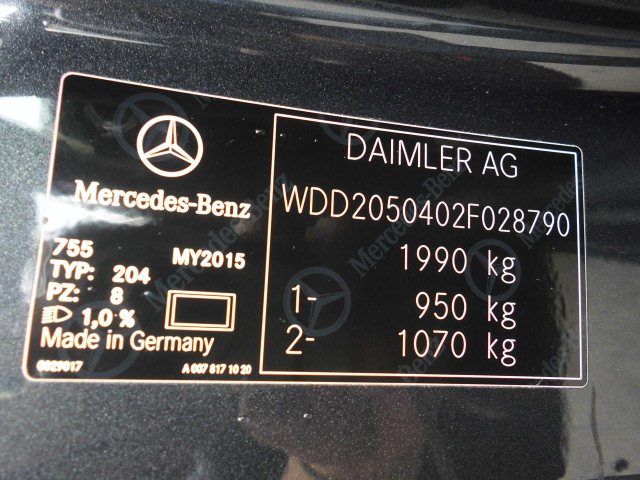 Mercedes-Benz
755 MY2015
TYP: 204
PZ: 8
1,0 %
Made in Germany
0029017 A 007 817 10 20
DAIMLER AG
WDD2050402F028790
1990 kg
1- 950 kg
2- 1070 kg